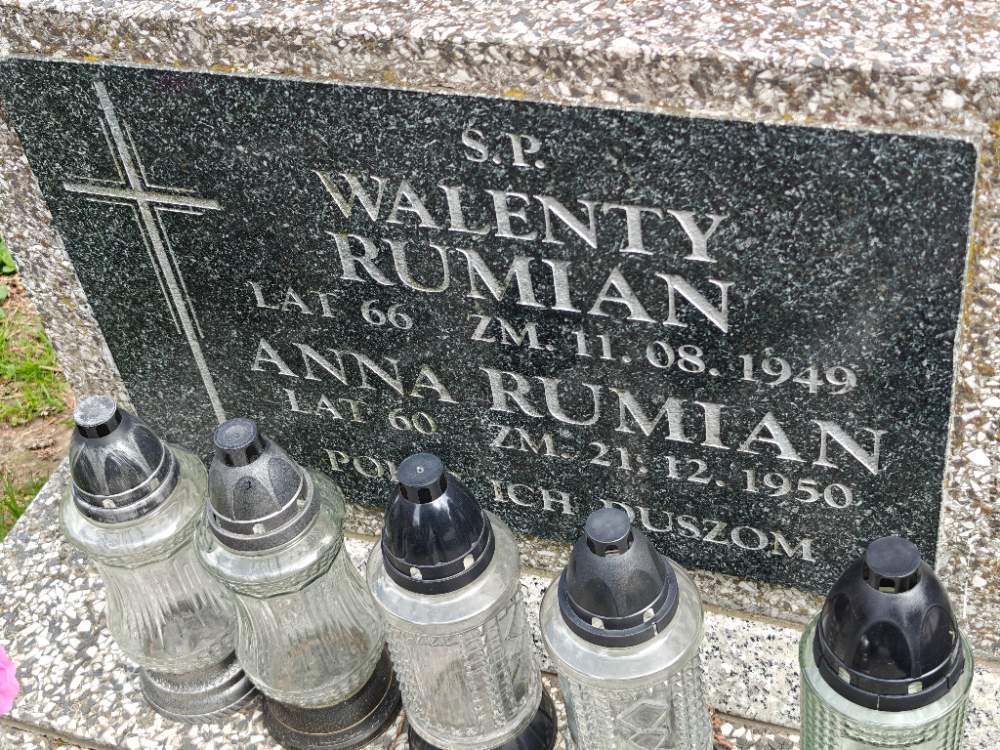 Ś.P.
WALENTY
RUMIAN
LAT 66 ZM. 11.08.1949
ANNA RUMIAN
LAT 60 ZM. 21.12.1950
ICH DUSZOM